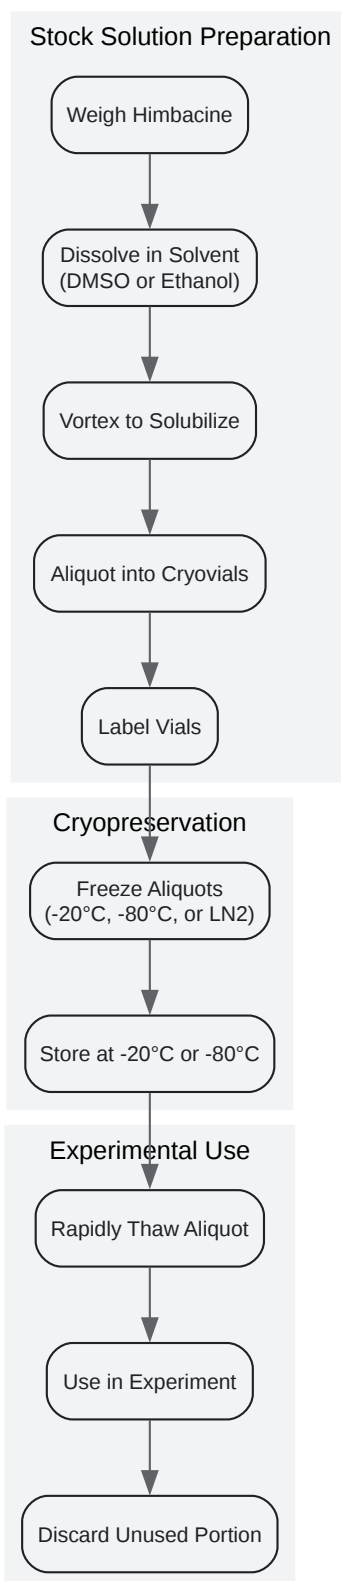 Stock Solution Preparation
Weigh Himbacine
Dissolve in Solvent
(DMSO or Ethanol)
Vortex to Solubilize
Aliquot into Cryovials
Label Vials
Cryopreservation
Freeze Aliquots
(-20°C, -80°C, or LN2)
Store at -20°C or -80°C
Experimental Use
Rapidly Thaw Aliquot
Use in Experiment
Discard Unused Portion